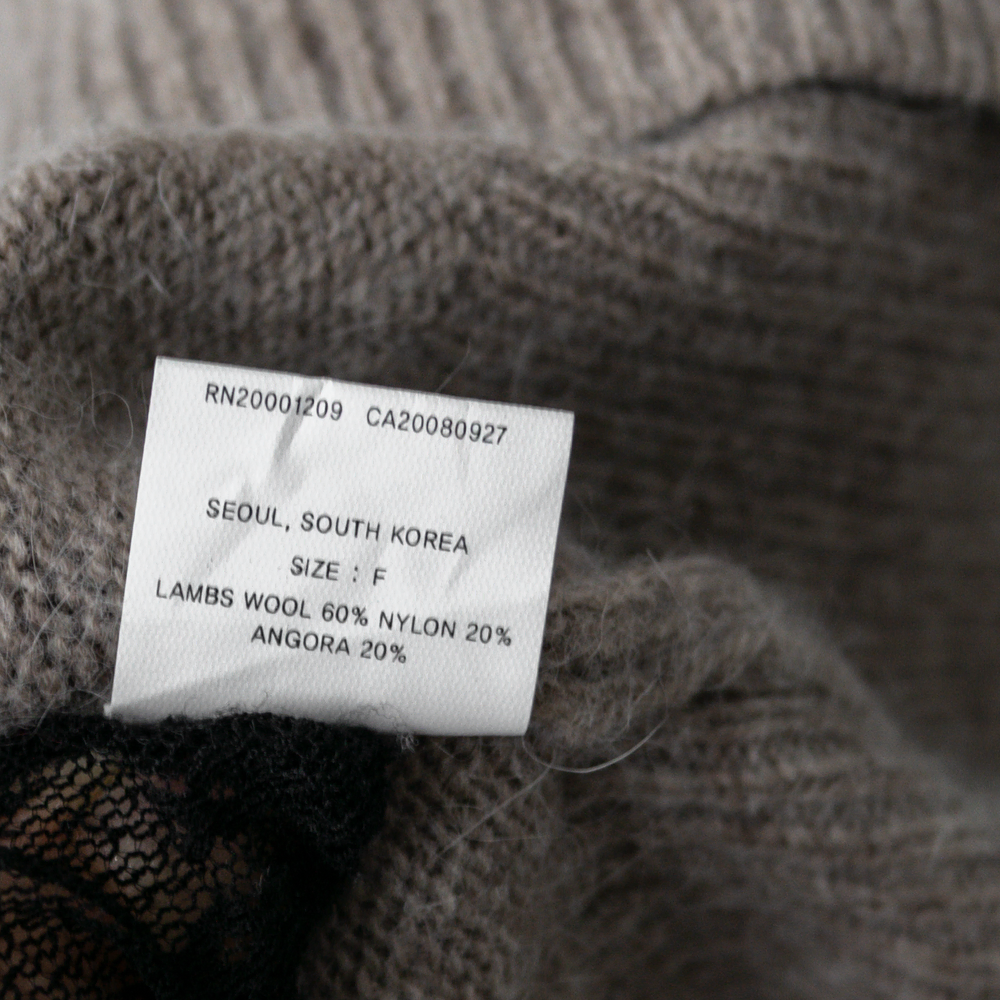 RN20001209 CA20080927
SEOUL, SOUTH KOREA
SIZE : F
LAMBS WOOL 60% NYLON 20%
ANGORA 20%